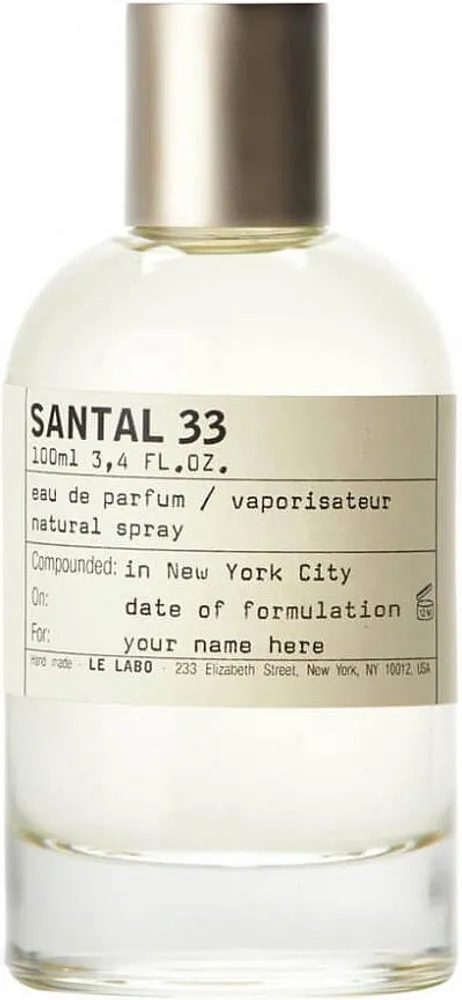 SANTAL 33
100ml 3,4 FL.OZ.
eau de parfum / vaporisateur
natural spray
Compounded: in New York City
On: date of formulation
12 M
For: your name here
Hand made - LE LABO - 233 Elizabeth Street, New York, NY 10012, USA